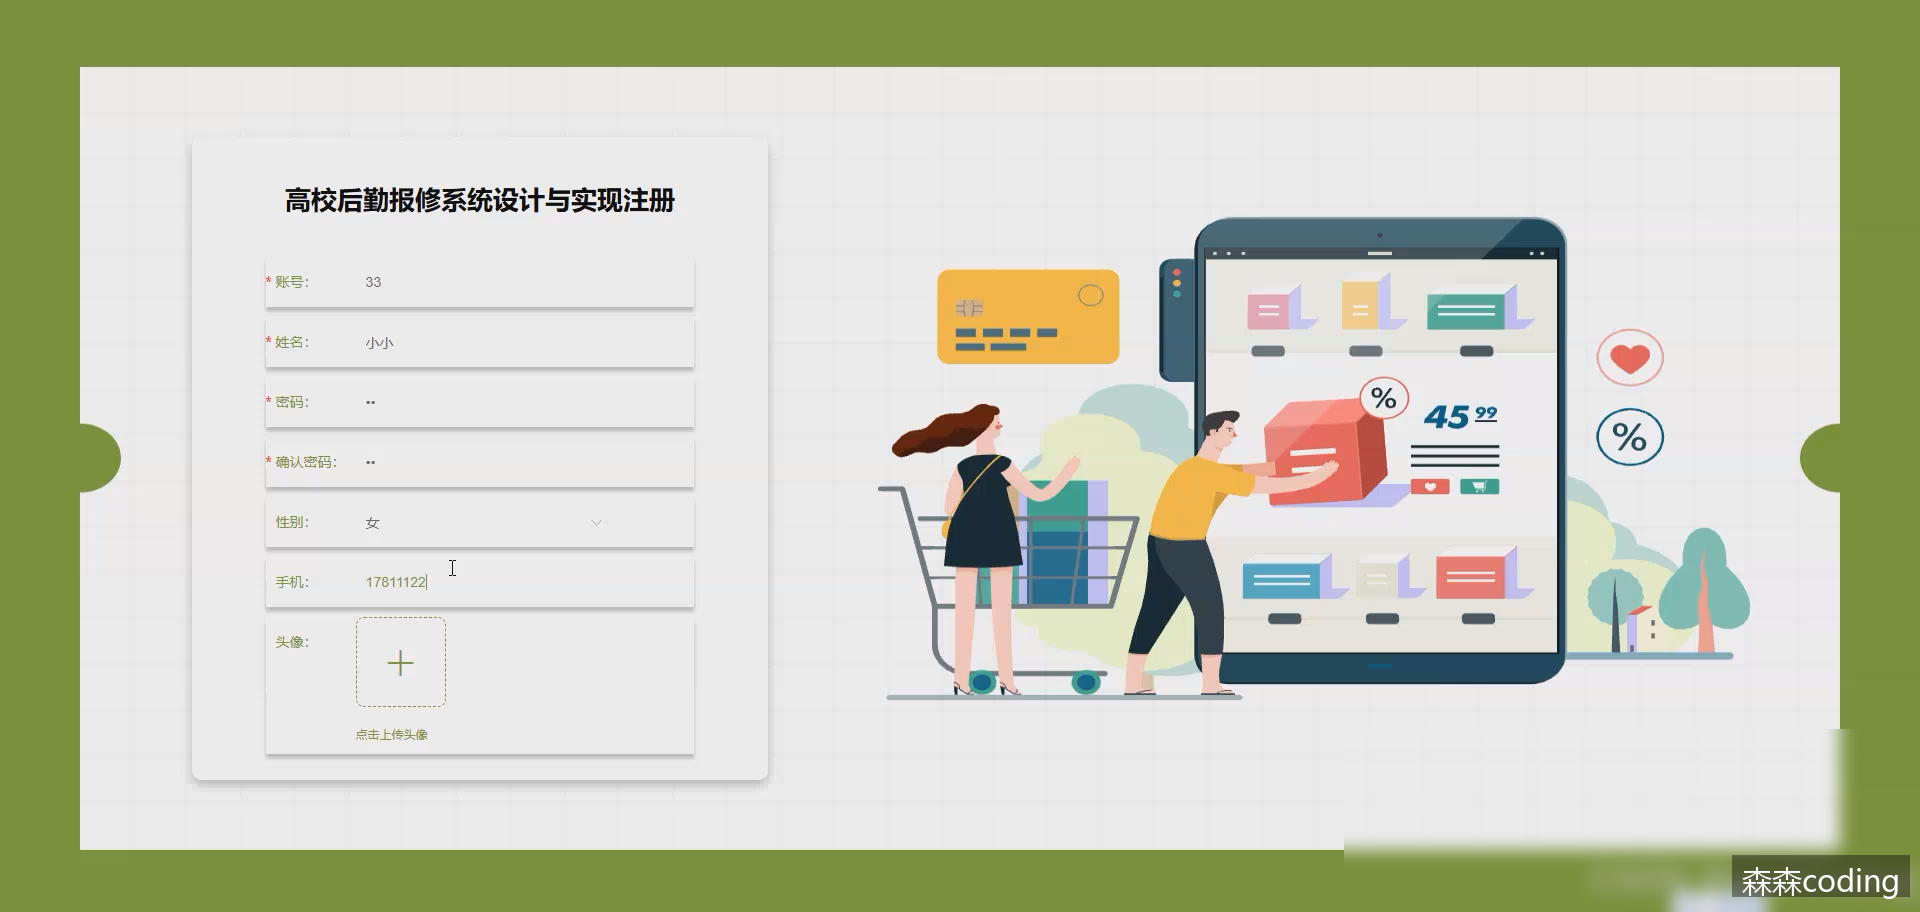 高校后勤报修系统设计与实现注册
* 账号： 33
* 姓名： 小小
* 密码： ••
* 确认密码： ••
性别： 女
手机： 17811122
头像：
点击上传头像
%
45 99
%
森森coding